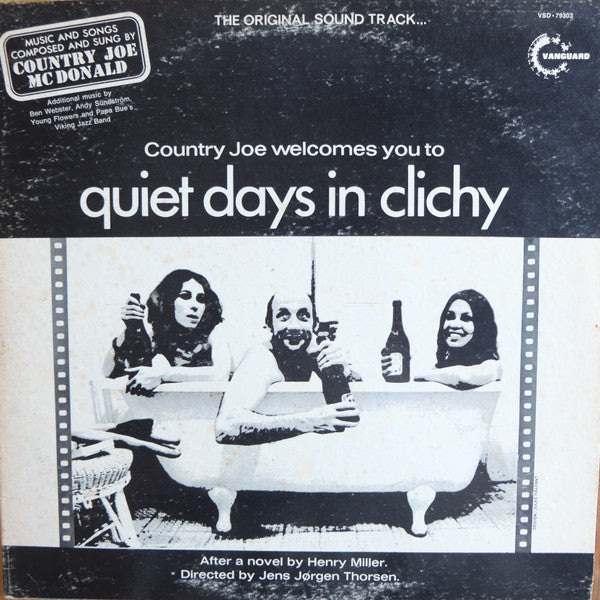 THE ORIGINAL SOUND TRACK...
VSD-79303
VANGUARD
MUSIC AND SONGS
COMPOSED AND SUNG BY
COUNTRY JOE
MC DONALD
Additional music by
Ben Webster, Andy Sundström,
Young Flowers and Papa Bue's
Viking Jazz Band
Country Joe welcomes you to
quiet days in clichy
After a novel by Henry Miller.
Directed by Jens Jørgen Thorsen.